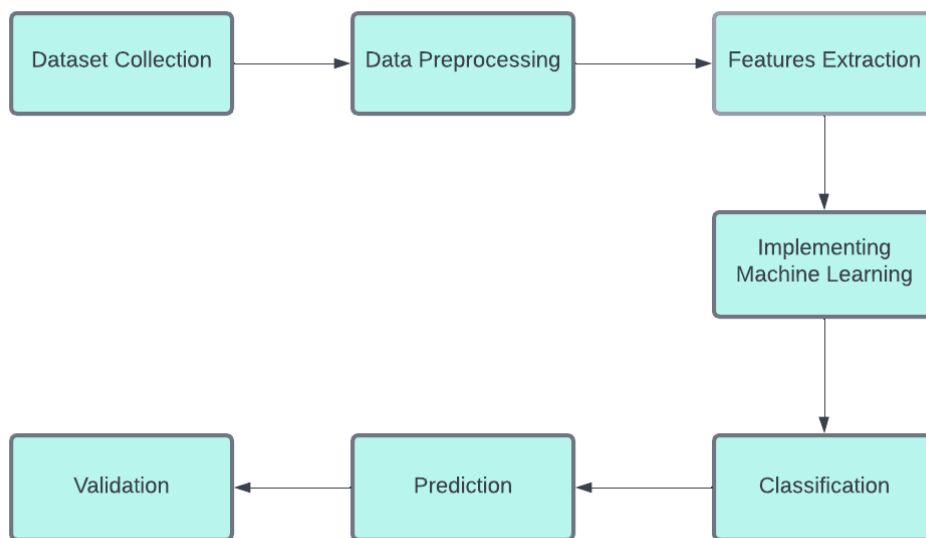 Dataset Collection
Data Preprocessing
Features Extraction
Implementing
Machine Learning
Classification
Prediction
Validation